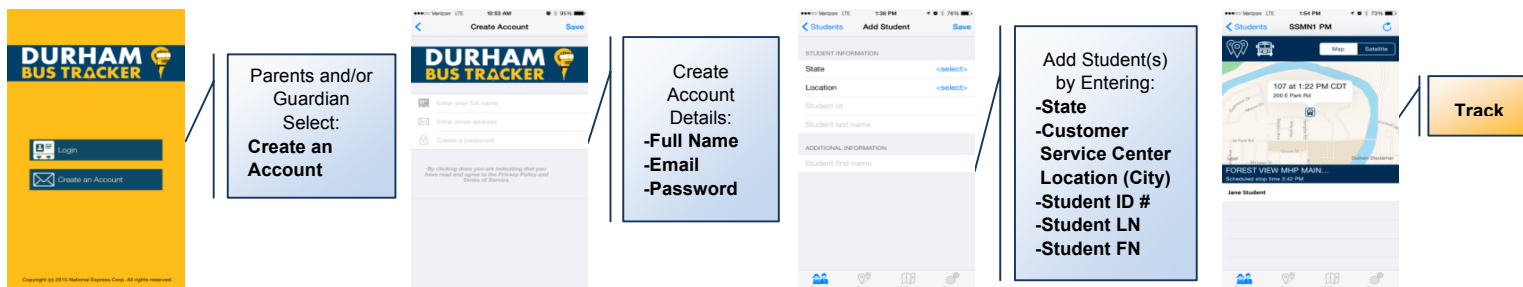 DURHAM
BUS TRACKER
Login
Create an Account
Copyright (c) 2015 National Express Corp. All rights reserved.
Parents and/or
Guardian
Select:
Create an
Account
Verizon LTE 10:53 AM 95%
Create Account Save
DURHAM
BUS TRACKER
Enter your full name
Enter email address
Create a password
By clicking done you are indicating that you
have read and agree to the Privacy Policy and
Terms of Service.
Create
Account
Details:
-Full Name
-Email
-Password
Verizon LTE 1:36 PM 76%
Students Add Student Save
STUDENT INFORMATION
State <select>
Location <select>
Student Id
Student last name
ADDITIONAL INFORMATION
Student first name
Add Student(s)
by Entering:
-State
-Customer
Service Center
Location (City)
-Student ID #
-Student LN
-Student FN
Verizon LTE 1:54 PM 73%
Students SSMN1 PM
Map Satellite
107 at 1:22 PM CDT
200 E Park Rd
Durham Disclaimer
FOREST VIEW MHP MAIN...
Scheduled stop time 3:42 PM
Jane Student
Track